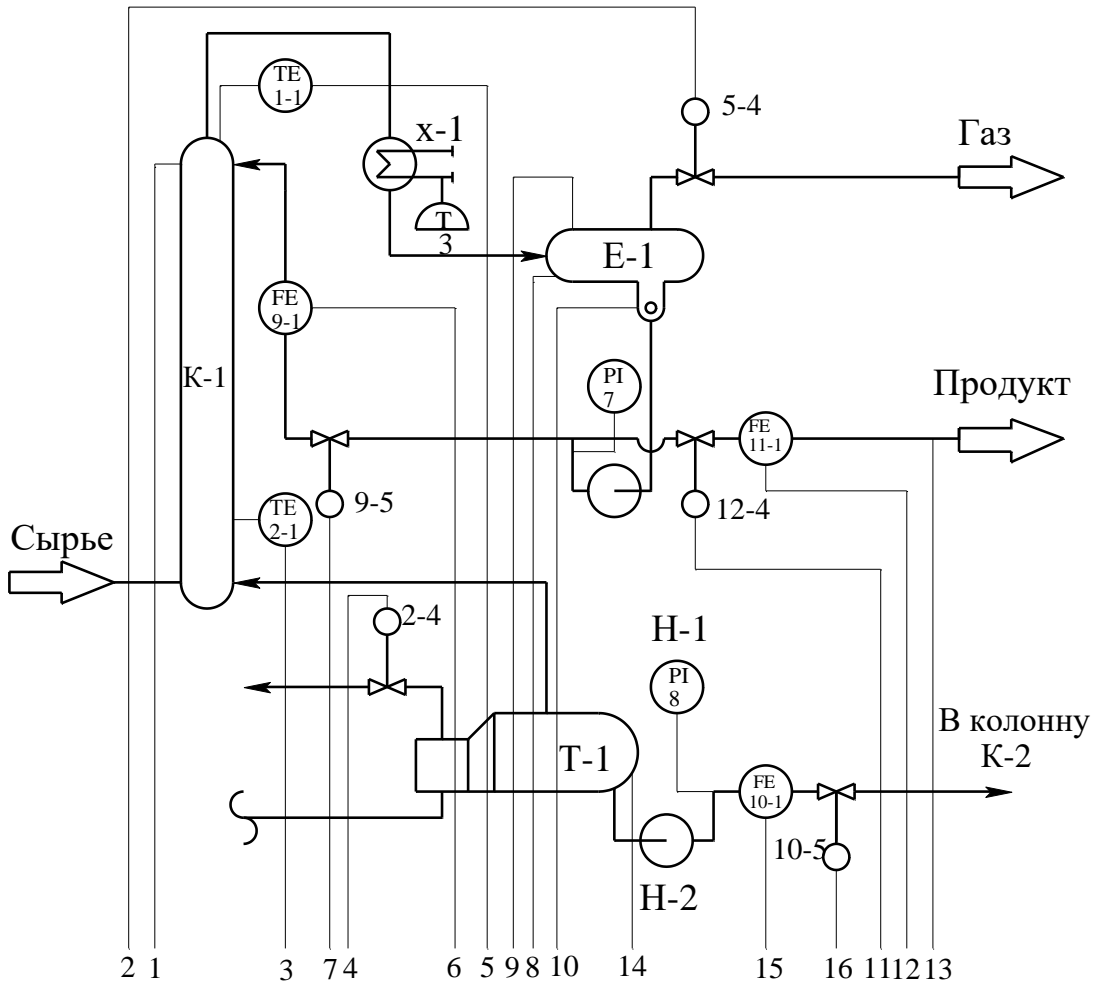 TE
1-1
5-4
х-1
Газ
Т
3
Е-1
FE
9-1
К-1
PI
7
Продукт
FE
11-1
TE
2-1
9-5
12-4
Сырье
2-4
Н-1
PI
8
В колонну
К-2
Т-1
FE
10-1
10-5
Н-2
2 1 3 7 4 6 5 9 8 10 14 15 16 11 12 13